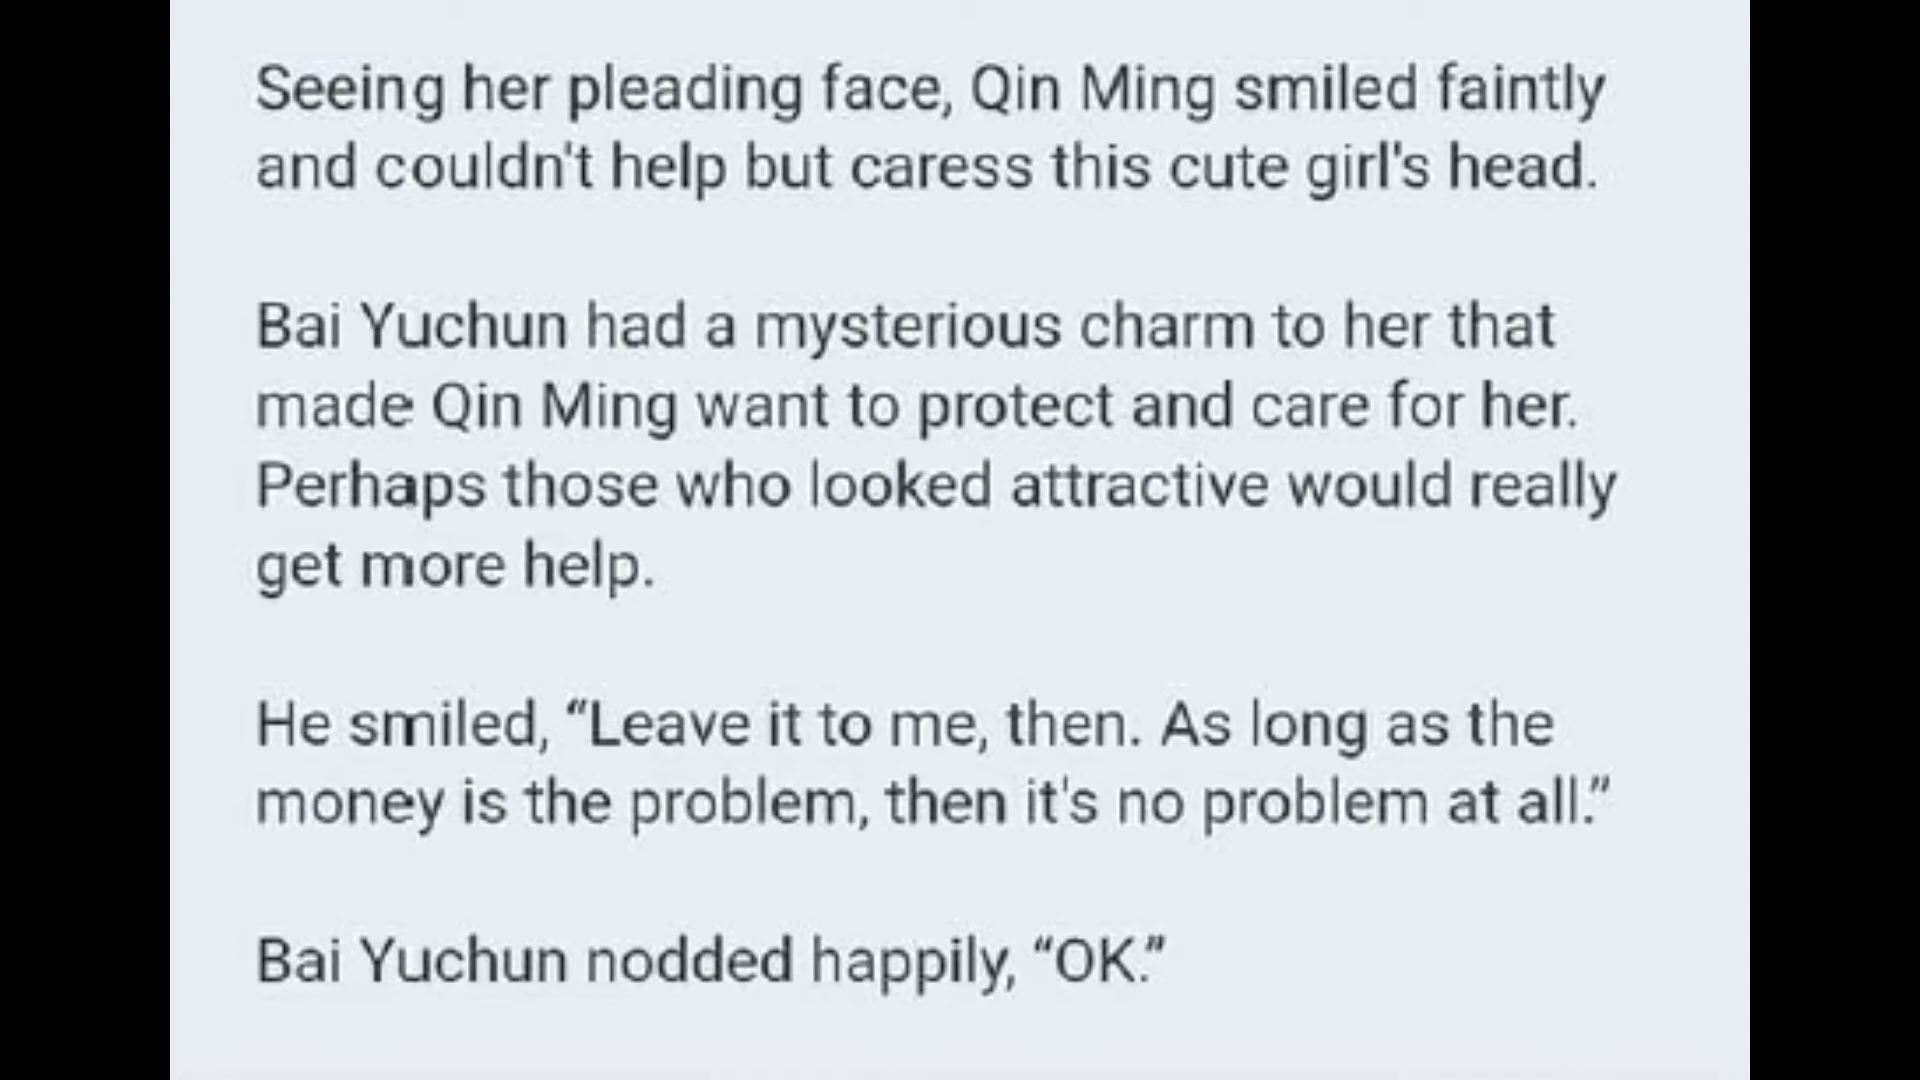 Seeing her pleading face, Qin Ming smiled faintly
and couldn't help but caress this cute girl's head.
Bai Yuchun had a mysterious charm to her that
made Qin Ming want to protect and care for her.
Perhaps those who looked attractive would really
get more help.
He smiled, “Leave it to me, then. As long as the
money is the problem, then it's no problem at all.”
Bai Yuchun nodded happily, “OK.”